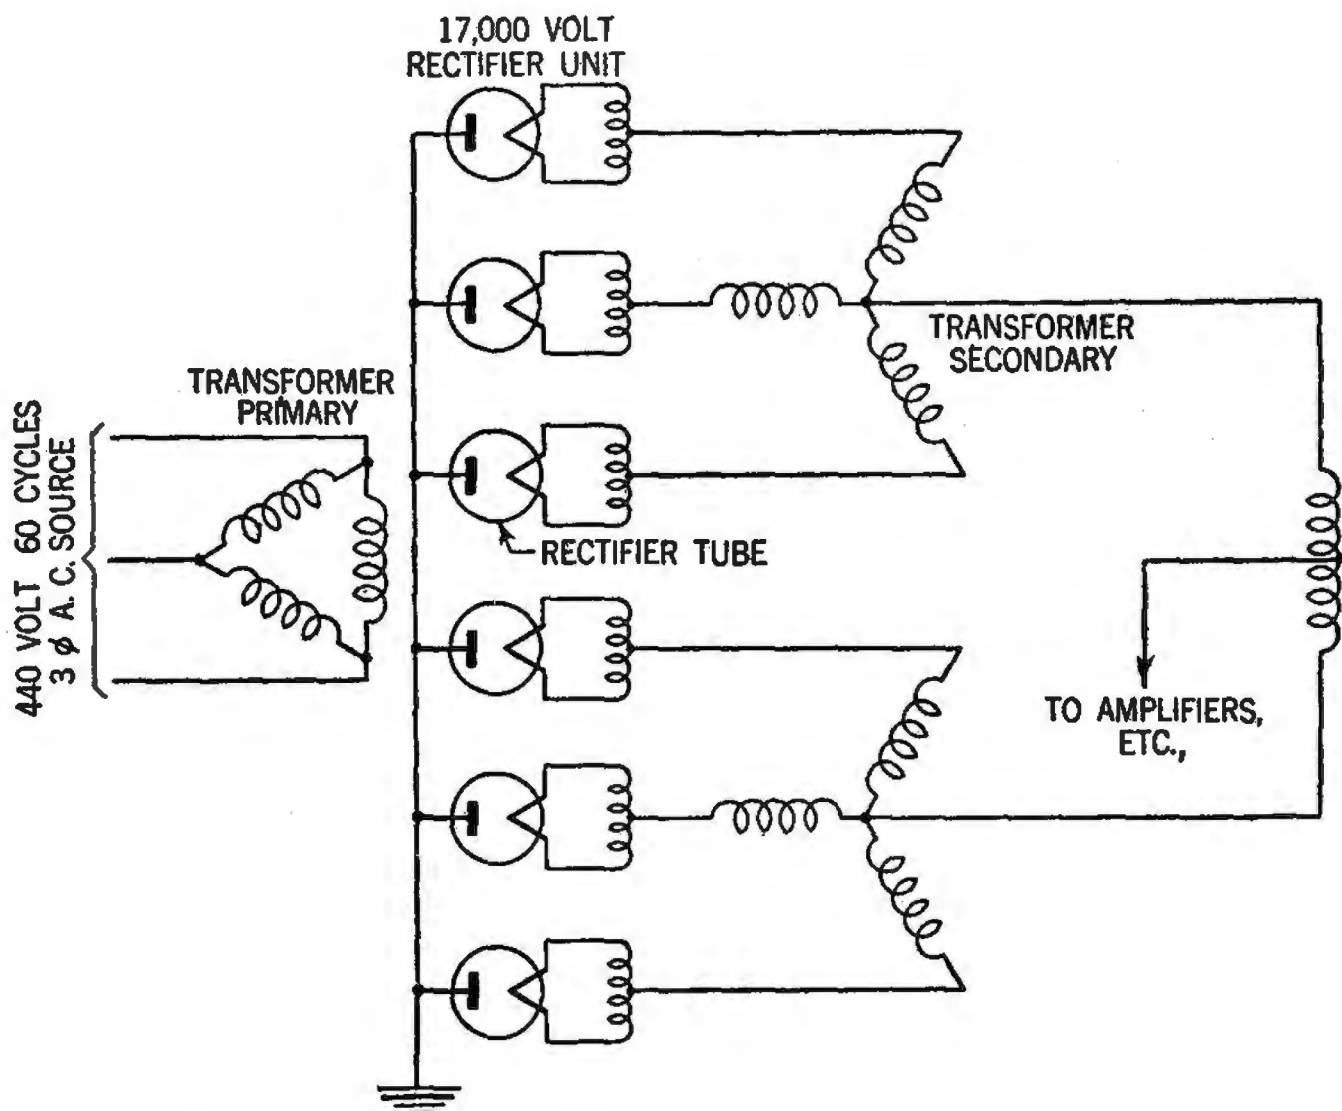 17,000 VOLT
RECTIFIER UNIT
TRANSFORMER
SECONDARY
TRANSFORMER
PRIMARY
440 VOLT 60 CYCLES
3 ϕ A. C. SOURCE
RECTIFIER TUBE
TO AMPLIFIERS,
ETC.,